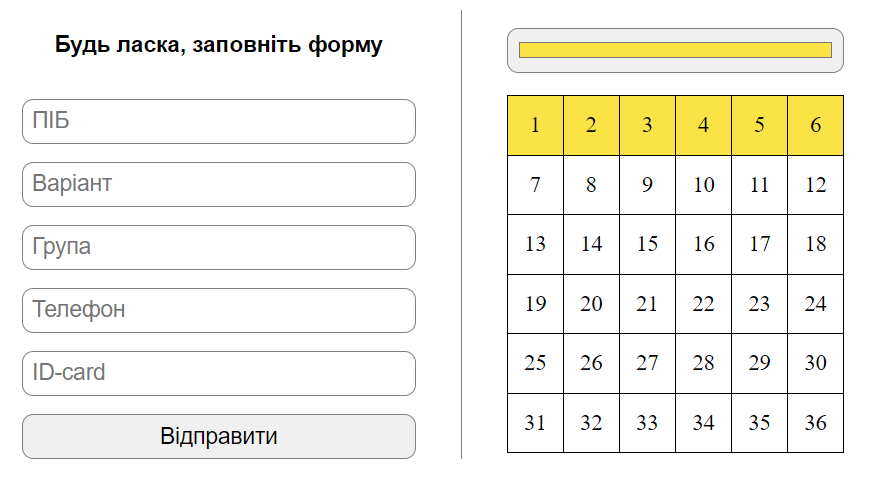 Будь ласка, заповніть форму
ПІБ
Варіант
Група
Телефон
ID-card
Відправити
1 2 3 4 5 6
7 8 9 10 11 12
13 14 15 16 17 18
19 20 21 22 23 24
25 26 27 28 29 30
31 32 33 34 35 36